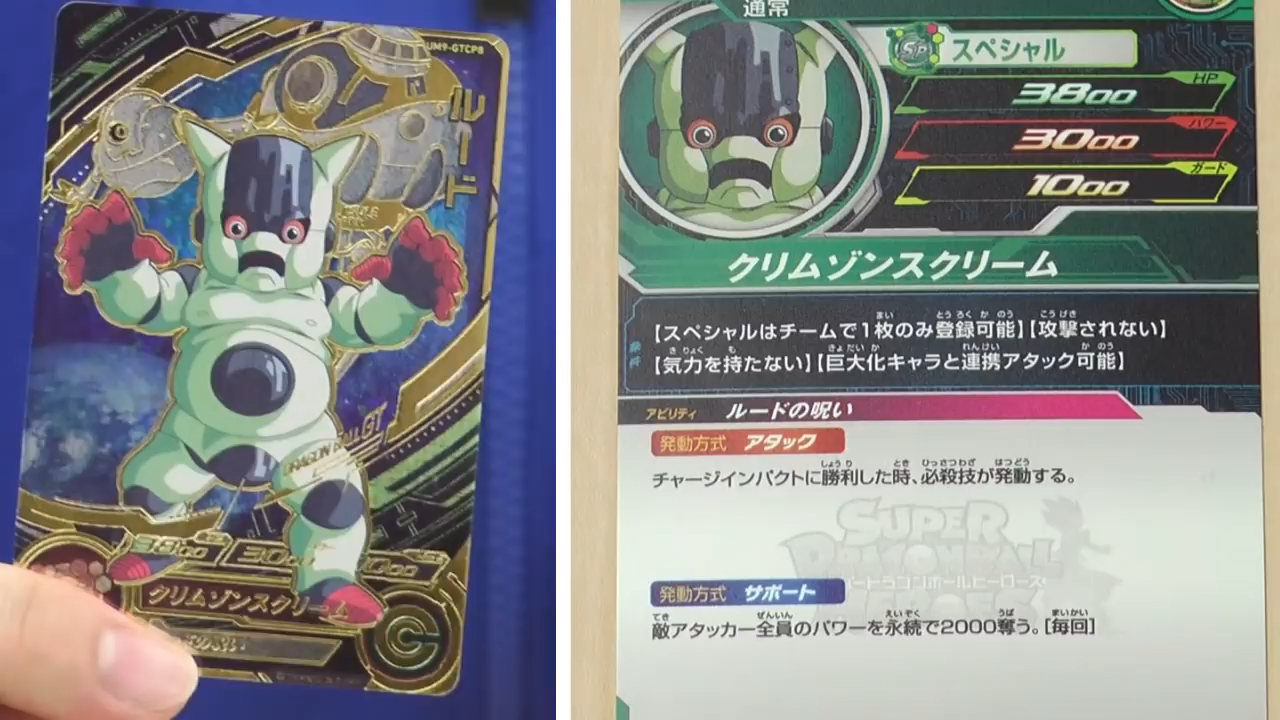 UM9-GTCP8
ルード
DRAGON BALL GT
3800
3000
クリムゾンスクリーム
通常
SP スペシャル
HP
3800
パワー
3000
ガード
1000
クリムゾンスクリーム
条件
【スペシャルはチームで1枚のみ登録可能】【攻撃されない】
【気力を持たない】【巨大化キャラと連携アタック可能】
アビリティ ルードの呪い
発動方式 アタック
チャージインパクトに勝利した時、必殺技が発動する。
SUPER
DRAGONBALL
スーパードラゴンボールヒーローズ
HEROES
発動方式 サポート
敵アタッカー全員のパワーを永続で2000奪う。[毎回]